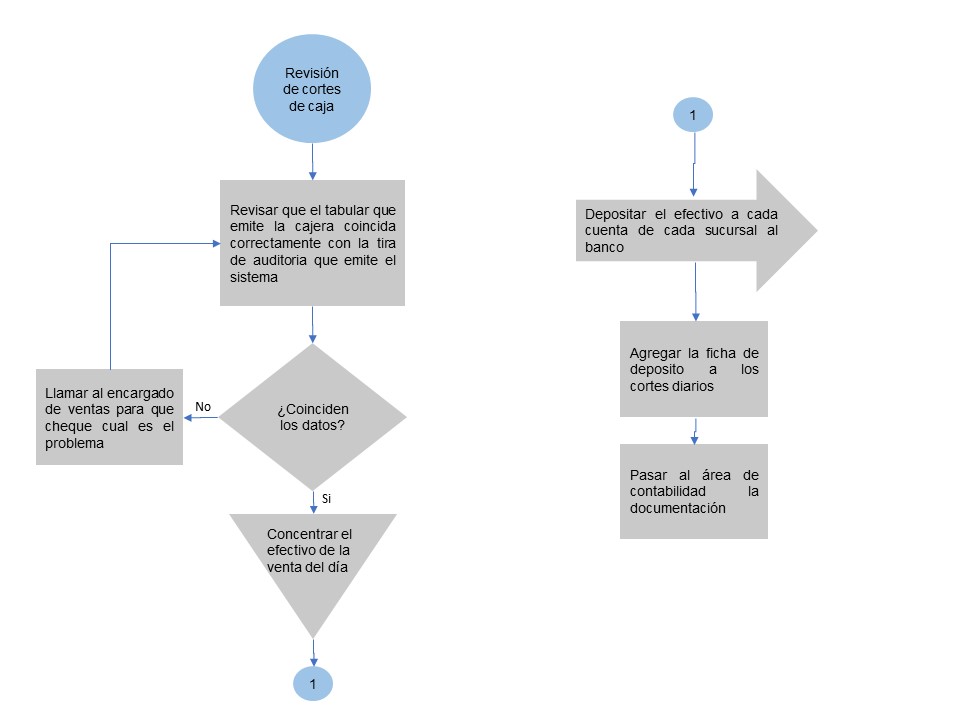 Revisión
de cortes
de caja
Revisar que el tabular que
emite la cajera coincida
correctamente con la tira
de auditoria que emite el
sistema
Llamar al encargado
de ventas para que
cheque cual es el
problema
No
¿Coinciden
los datos?
Si
Concentrar el
efectivo de la
venta del día
1
1
Depositar el efectivo a cada
cuenta de cada sucursal al
banco
Agregar la ficha de
deposito a los
cortes diarios
Pasar al área de
contabilidad la
documentación